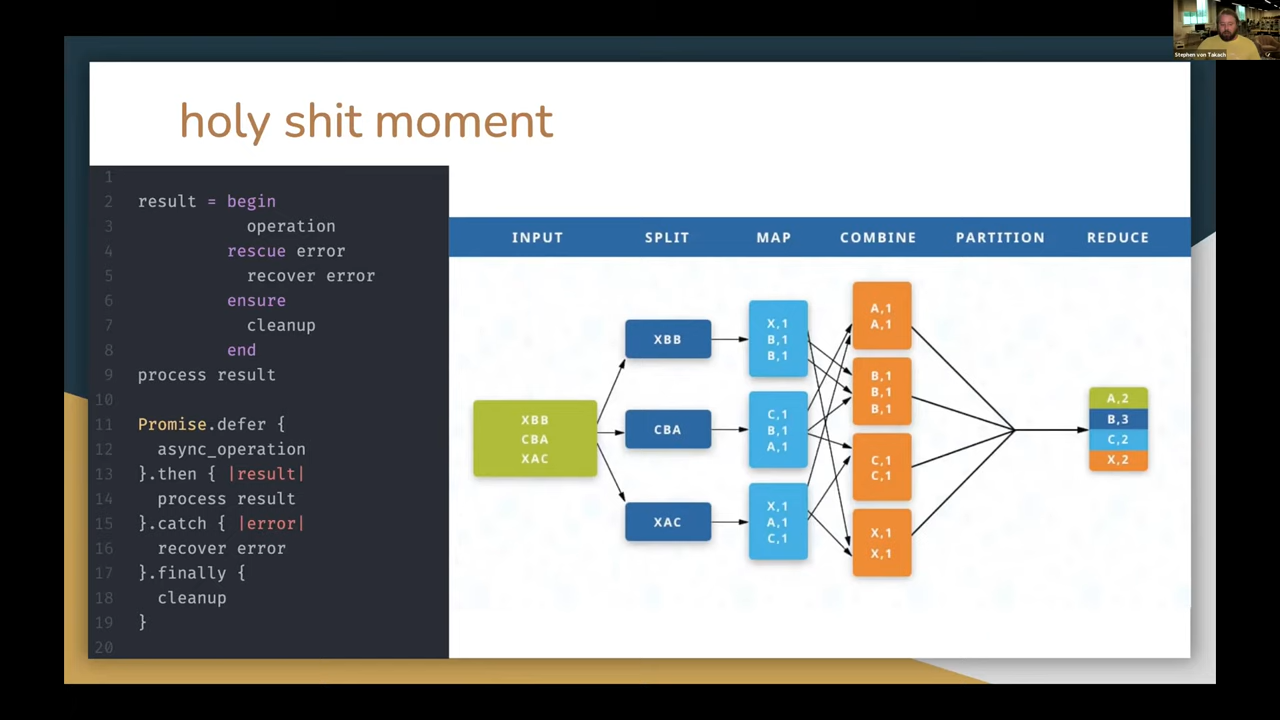 Stephen von Takach
holy shit moment
1
2 result = begin
3 operation
4 rescue error
5 recover error
6 ensure
7 cleanup
8 end
9 process result
10
11 Promise.defer {
12 async_operation
13 }.then { |result|
14 process result
15 }.catch { |error|
16 recover error
17 }.finally {
18 cleanup
19 }
20
INPUT SPLIT MAP COMBINE PARTITION REDUCE
XBB
CBA
XAC
XBB
CBA
XAC
X,1
B,1
B,1
C,1
B,1
A,1
X,1
A,1
C,1
A,1
A,1
B,1
B,1
B,1
C,1
C,1
X,1
X,1
A,2
B,3
C,2
X,2